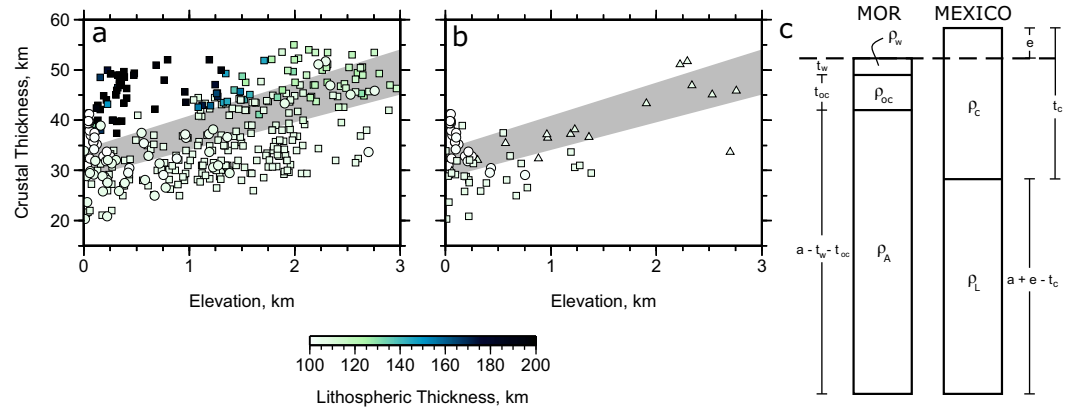 a
b
c
MOR
MEXICO
Crustal Thickness, km
60
50
40
30
20
0
1
2
3
Elevation, km
0
1
2
3
Elevation, km
100 120 140 160 180 200
Lithospheric Thickness, km
ρw
tw
toc
ρoc
a - tw - toc
ρA
e
ρc
tc
ρL
a + e - tc